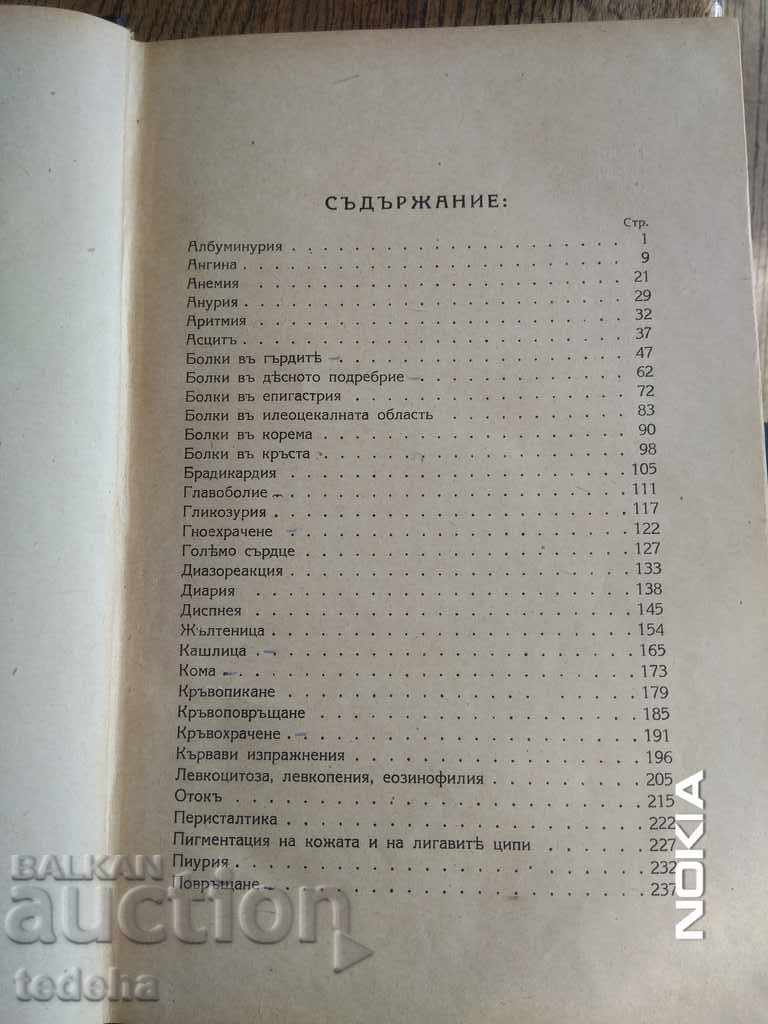 СЪДЪРЖАНИЕ:
Стр.
Албуминурия . . . . . . . . . . . . . . . . . . 1
Ангина . . . . . . . . . . . . . . . . . . 9
Анемия . . . . . . . . . . . . . . . . . . 21
Анурия . . . . . . . . . . . . . . . . . . 29
Аритмия . . . . . . . . . . . . . . . . . . 32
Асцитъ . . . . . . . . . . . . . . . . . . 37
Болки въ гърдитѣ . . . . . . . . . . . . . . . 47
Болки въ дѣсното подребрие . . . . . . . . . . . 62
Болки въ епигастрия . . . . . . . . . . . . . . 72
Болки въ илеоцекалната область . . . . . . . . . . 83
Болки въ корема . . . . . . . . . . . . . . . 90
Болки въ кръста . . . . . . . . . . . . . . . 98
Брадикардия . . . . . . . . . . . . . . . . . 105
Главоболие . . . . . . . . . . . . . . . . . 111
Гликозурия . . . . . . . . . . . . . . . . . 117
Гноехрачене . . . . . . . . . . . . . . . . . 122
Голѣмо сърдце . . . . . . . . . . . . . . . . 127
Диазореакция . . . . . . . . . . . . . . . . 133
Диария . . . . . . . . . . . . . . . . . . 138
Диспнея . . . . . . . . . . . . . . . . . . 145
Жълтеница . . . . . . . . . . . . . . . . . 154
Кашлица . . . . . . . . . . . . . . . . . . 165
Кома . . . . . . . . . . . . . . . . . . . 173
Кръвопикане . . . . . . . . . . . . . . . . 179
Кръвоповръщане . . . . . . . . . . . . . . . 185
Кръвохрачене . . . . . . . . . . . . . . . . 191
Кървави изпражнения . . . . . . . . . . . . . 196
Левкоцитоза, левкопения, еозинофилия . . . . . . . . 205
Отокъ . . . . . . . . . . . . . . . . . . . 215
Перисталтика . . . . . . . . . . . . . . . . 222
Пигментация на кожата и на лигавитѣ ципи . . . . . . 227
Пиурия . . . . . . . . . . . . . . . . . . 232
Повръщане . . . . . . . . . . . . . . . . . 237
BALKAN
auction
tedeha
NOKIA